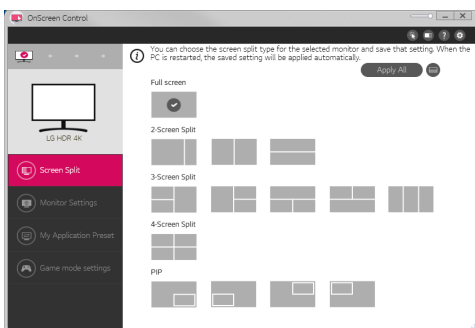 OnScreen Control
You can choose the screen split type for the selected monitor and save that setting. When the
PC is restarted, the saved setting will be applied automatically.
Apply All
Full screen
LG HDR 4K
2-Screen Split
Screen Split
3-Screen Split
Monitor Settings
4-Screen Split
My Application Preset
Game mode settings
PIP